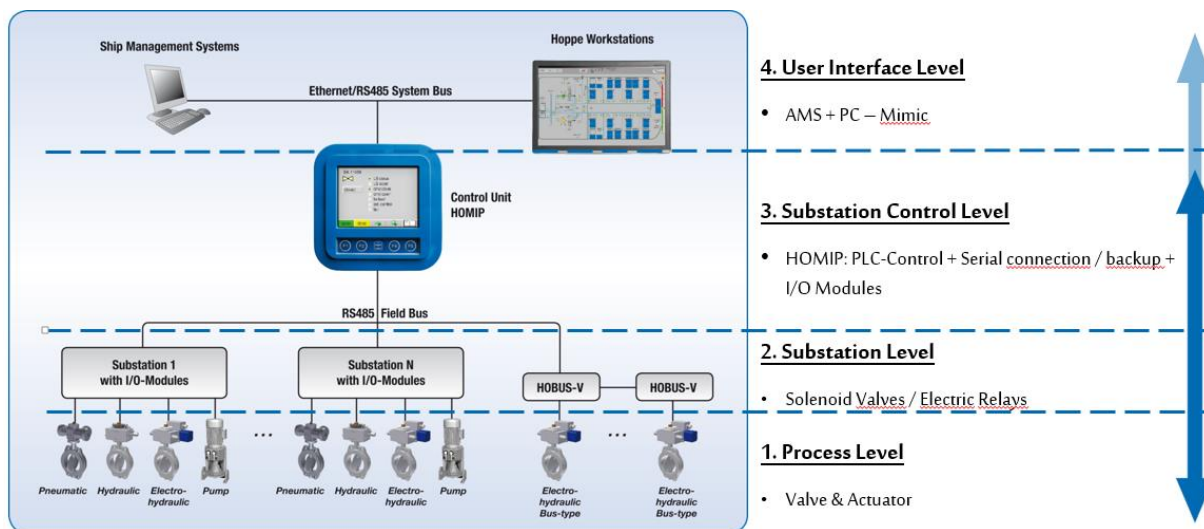 Ship Management Systems
Hoppe Workstations
Ethernet/RS485 System Bus
Control Unit
HOMIP
RS485 Field Bus
Substation 1
with I/O-Modules
Substation N
with I/O-Modules
HOBUS-V
HOBUS-V
...
...
...
Pneumatic
Hydraulic
Electro-
hydraulic
Pump
Pneumatic
Hydraulic
Electro-
hydraulic
Pump
Electro-
hydraulic
Bus-type
Electro-
hydraulic
Bus-type
4. User Interface Level
• AMS + PC – Mimic
3. Substation Control Level
• HOMIP: PLC-Control + Serial connection / backup +
I/O Modules
2. Substation Level
• Solenoid Valves / Electric Relays
1. Process Level
• Valve & Actuator